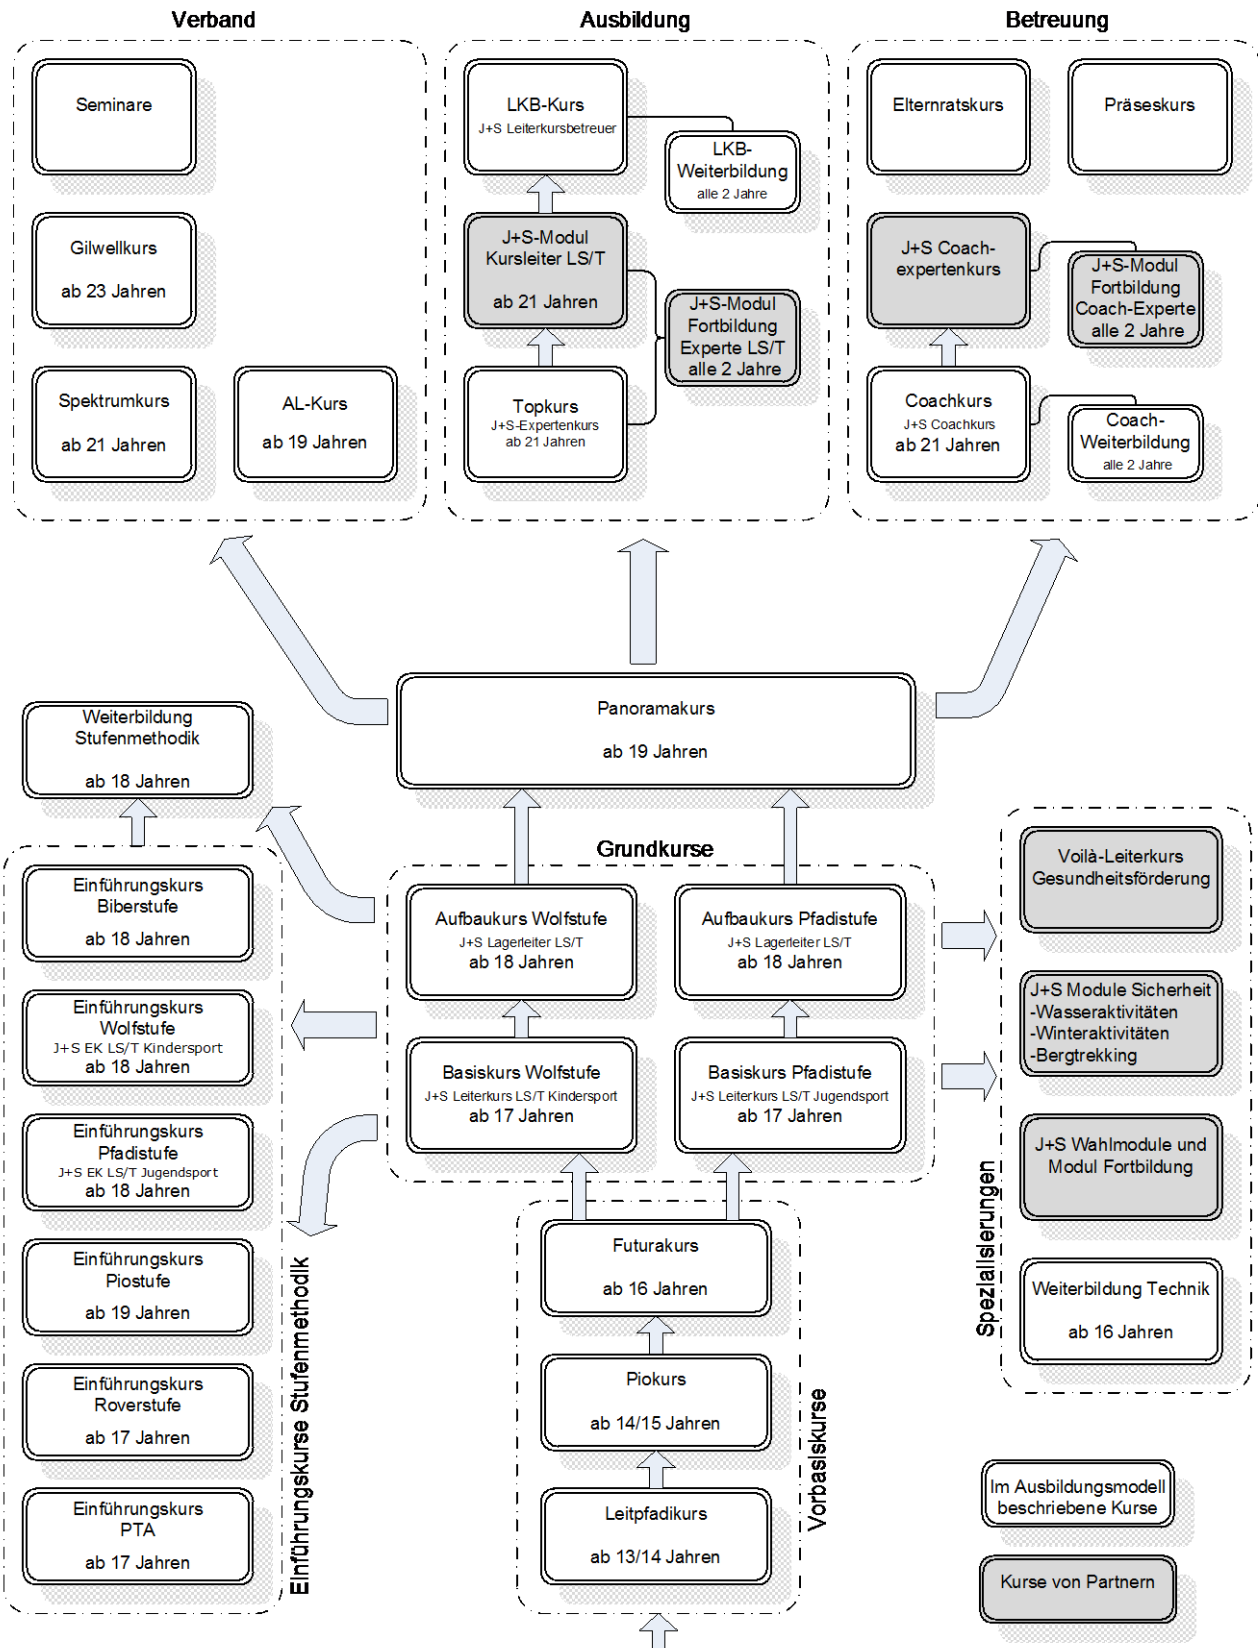 Verband
Seminare
Gilwellkurs
ab 23 Jahren
Spektrumkurs
ab 21 Jahren
AL-Kurs
ab 19 Jahren
Ausbildung
LKB-Kurs
J+S Leiterkursbetreuer
LKB-
Weiterbildung
alle 2 Jahre
J+S-Modul
Kursleiter LS/T
ab 21 Jahren
J+S-Modul
Fortbildung
Experte LS/T
alle 2 Jahre
Topkurs
J+S-Expertenkurs
ab 21 Jahren
Betreuung
Elternratskurs
Präseskurs
J+S Coach-
expertenkurs
J+S-Modul
Fortbildung
Coach-Experte
alle 2 Jahre
Coachkurs
J+S Coachkurs
ab 21 Jahren
Coach-
Weiterbildung
alle 2 Jahre
Panoramakurs
ab 19 Jahren
Weiterbildung
Stufenmethodik
ab 18 Jahren
Einführungskurs
Biberstufe
ab 18 Jahren
Einführungskurs
Wolfstufe
J+S EK LS/T Kindersport
ab 18 Jahren
Einführungskurs
Pfadistufe
J+S EK LS/T Jugendsport
ab 18 Jahren
Einführungskurs
Piostufe
ab 19 Jahren
Einführungskurs
Roverstufe
ab 17 Jahren
Einführungskurs
PTA
ab 17 Jahren
Einführungskurse Stufenmethodik
Grundkurse
Aufbaukurs Wolfstufe
J+S Lagerleiter LS/T
ab 18 Jahren
Aufbaukurs Pfadistufe
J+S Lagerleiter LS/T
ab 18 Jahren
Basiskurs Wolfstufe
J+S Leiterkurs LS/T Kindersport
ab 17 Jahren
Basiskurs Pfadistufe
J+S Leiterkurs LS/T Jugendsport
ab 17 Jahren
Futurakurs
ab 16 Jahren
Piokurs
ab 14/15 Jahren
Leitpfadikurs
ab 13/14 Jahren
Vorbasiskurse
Voilà-Leiterkurs
Gesundheitsförderung
J+S Module Sicherheit
-Wasseraktivitäten
-Winteraktivitäten
-Bergtrekking
J+S Wahlmodule und
Modul Fortbildung
Weiterbildung Technik
ab 16 Jahren
Spezialisierungen
Im Ausbildungsmodell
beschriebene Kurse
Kurse von Partnern